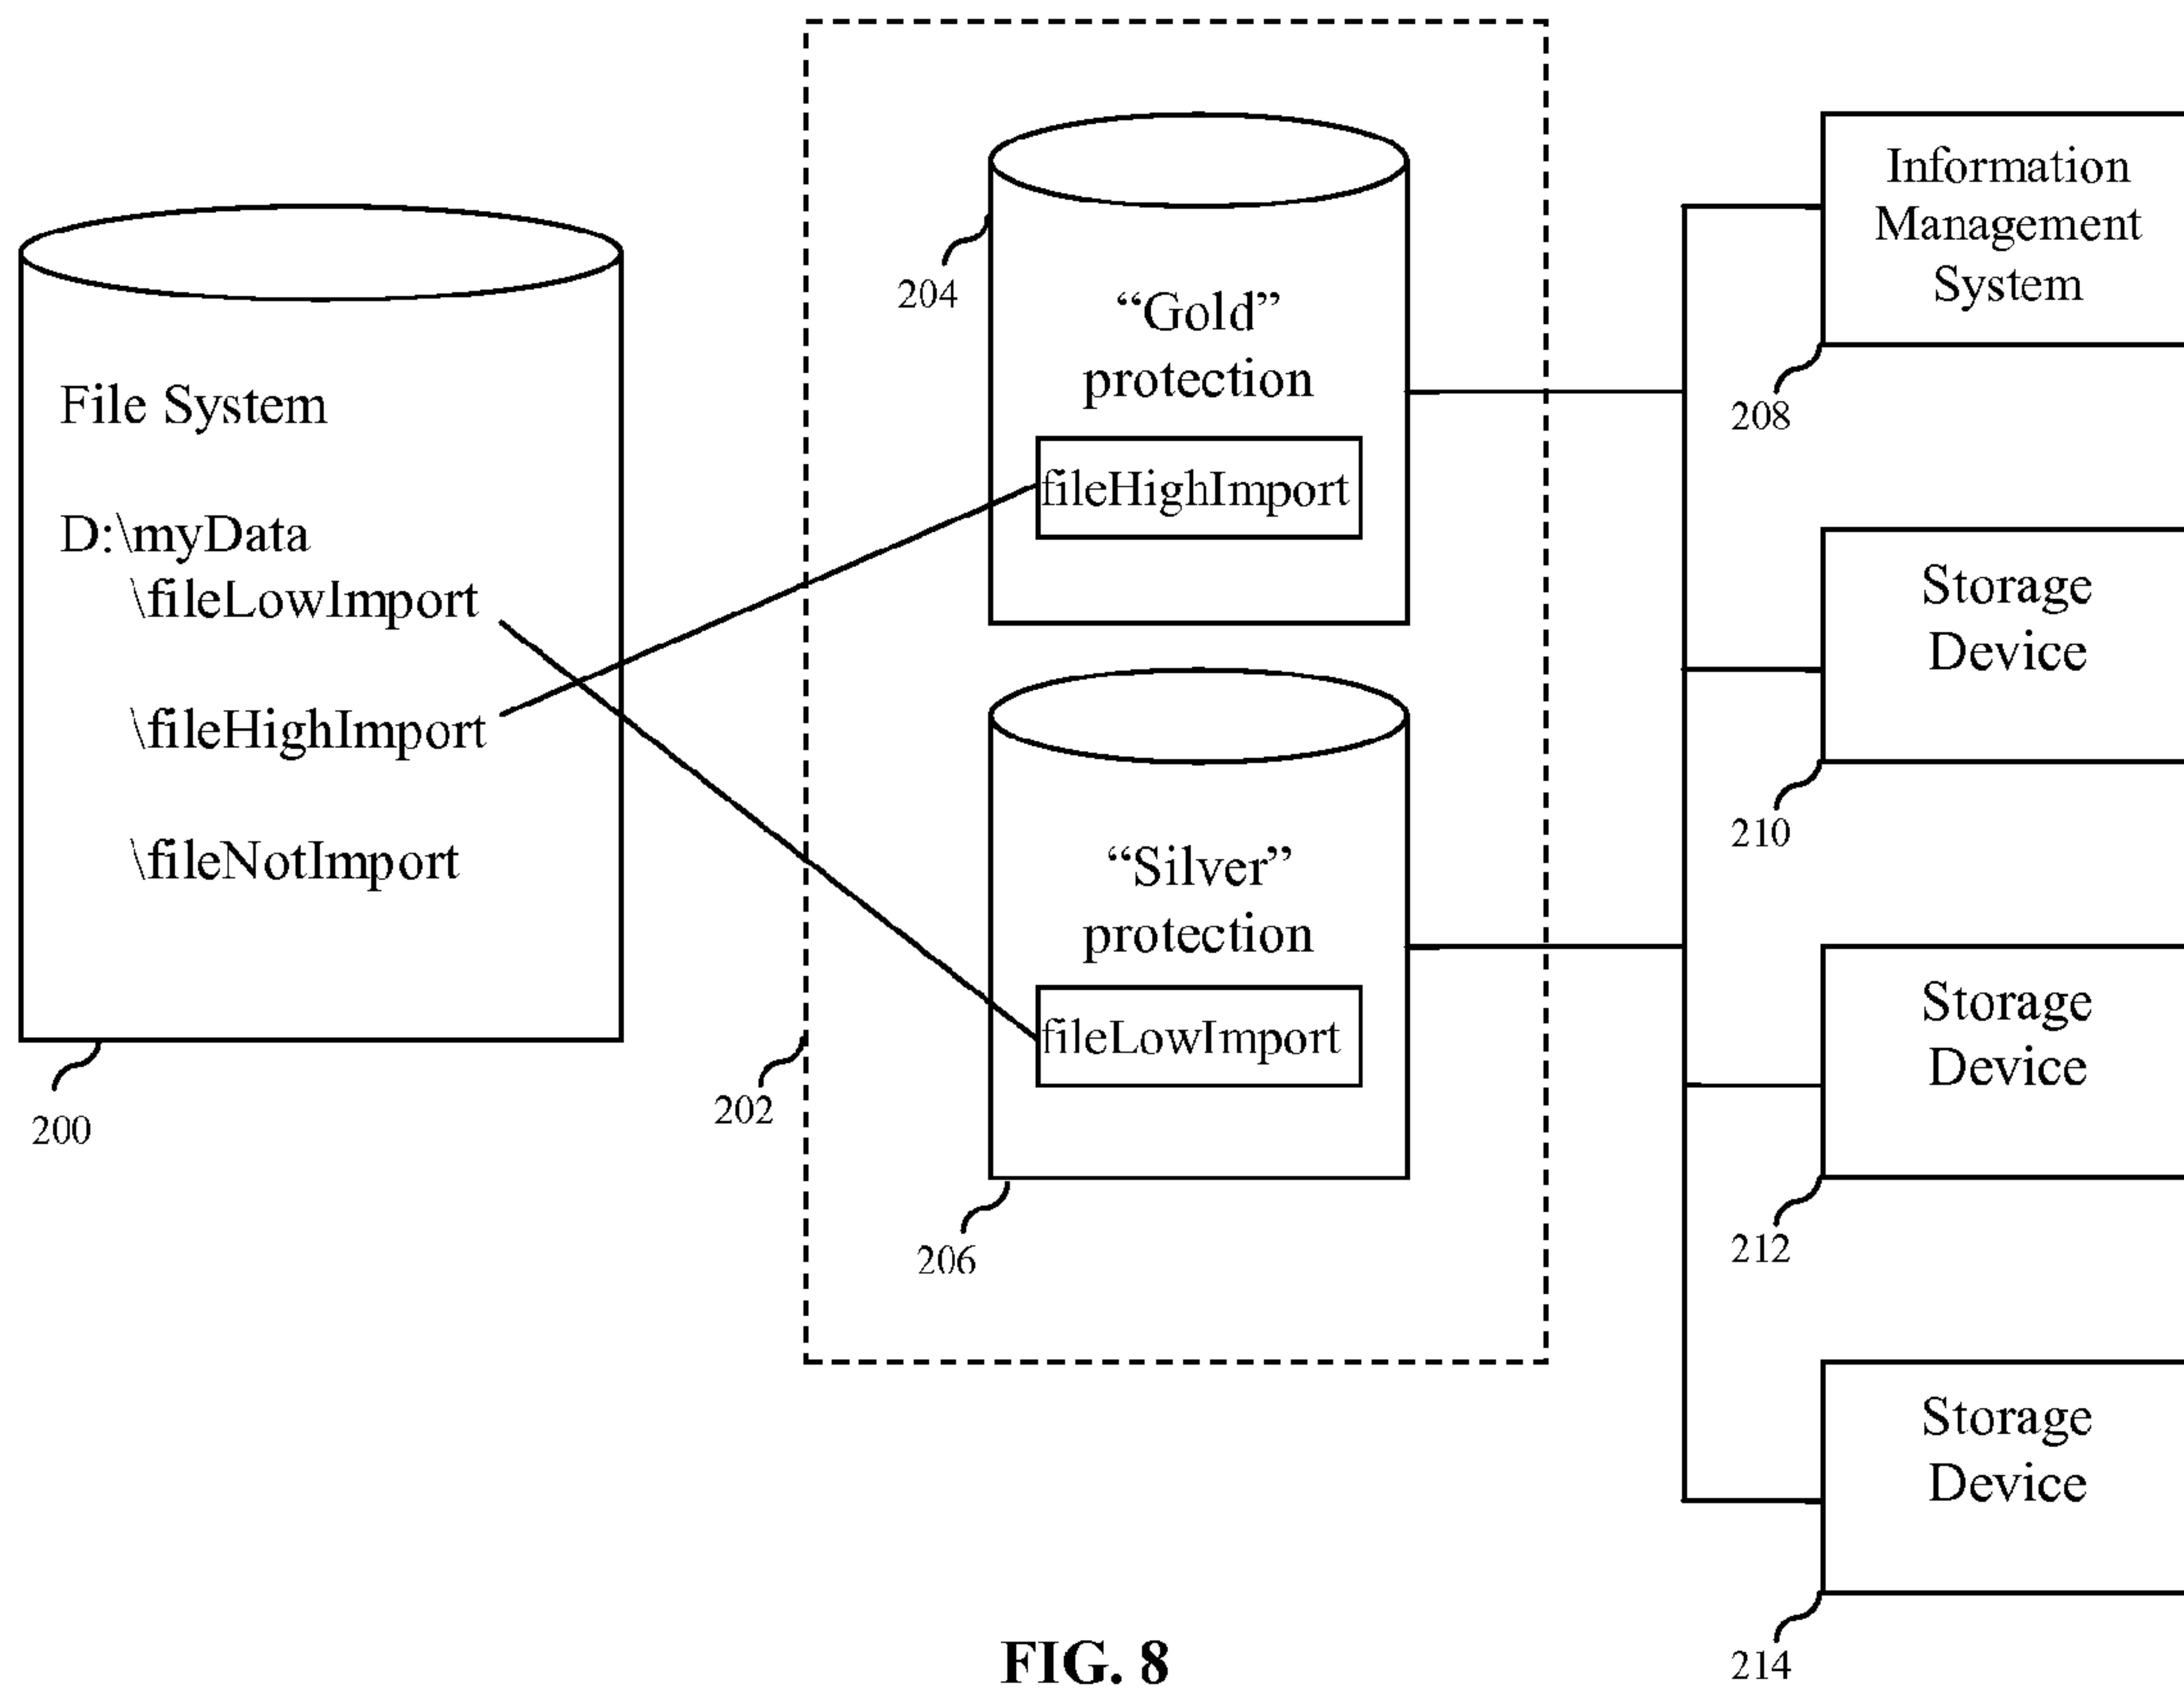 File System
D:\myData
\fileLowImport
\fileHighImport
\fileNotImport
200
202
204
“Gold”
protection
fileHighImport
“Silver”
protection
fileLowImport
206
Information
Management
System
208
Storage
Device
210
Storage
Device
212
Storage
Device
214
FIG. 8